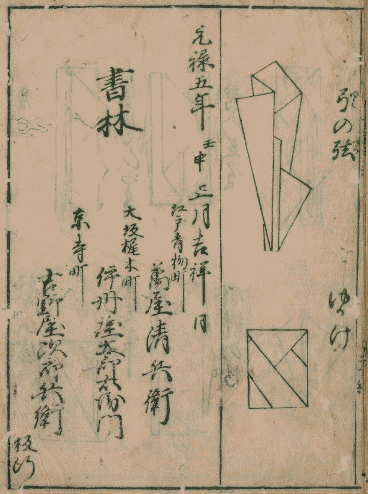 弓の弦
ゆげ
元禄五年壬申正月吉祥日
書林
江戸青物町
萬屋清兵衛
大坂梶木町
伊丹屋太郎右衛門
京寺町
吉野屋次郎兵衛
板行